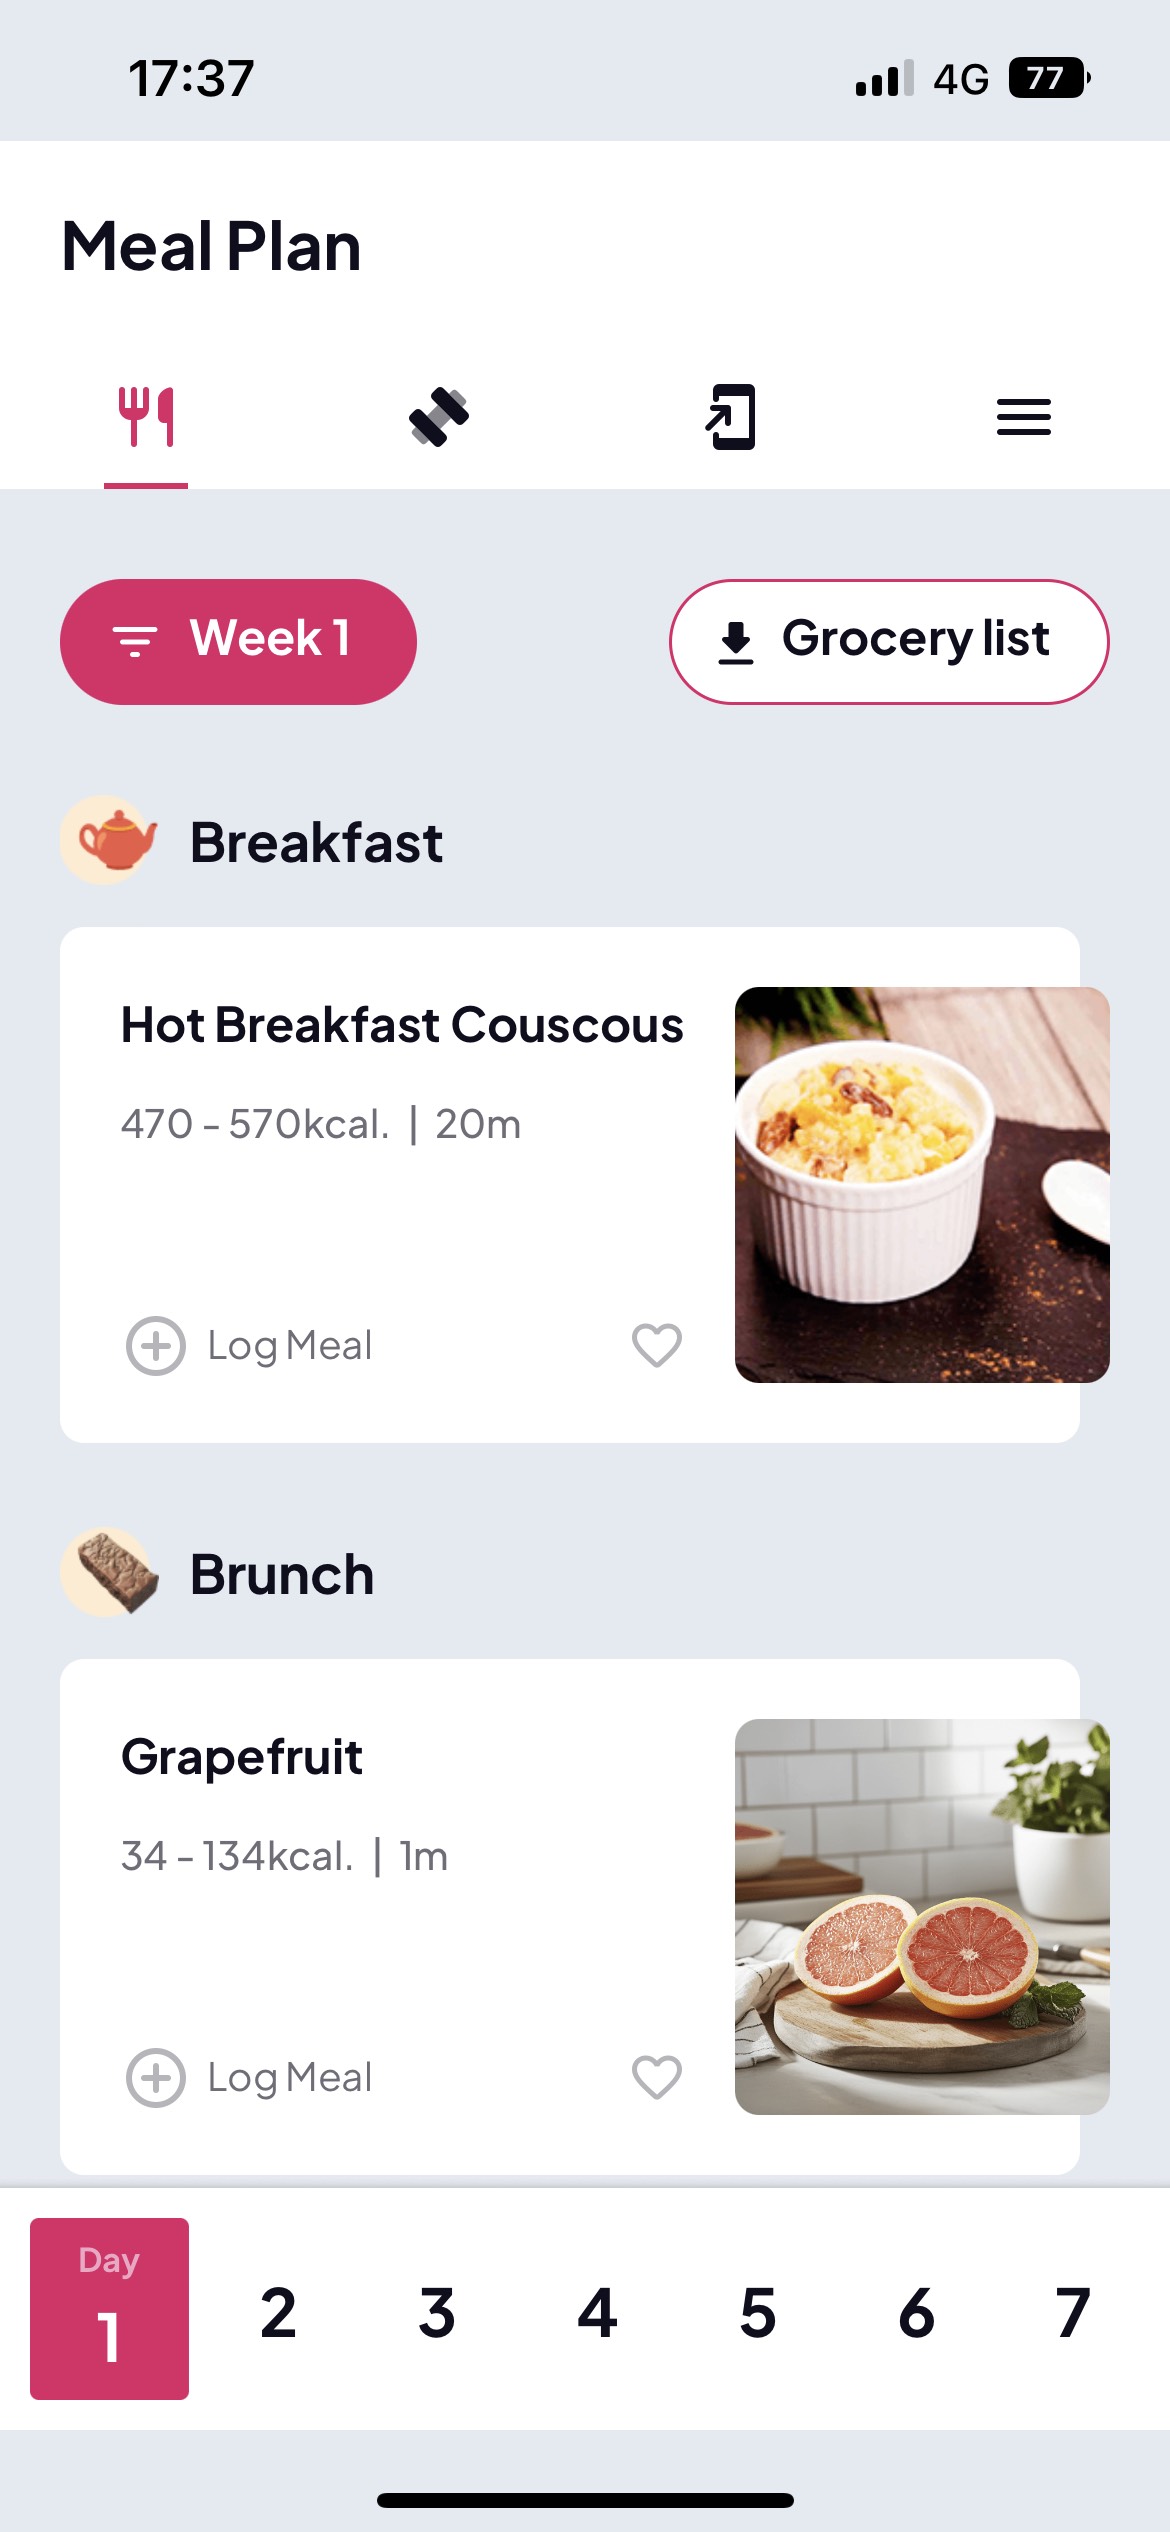 17:37
4G 77
Meal Plan
Week 1
Grocery list
Breakfast
Hot Breakfast Couscous
470 - 570kcal. | 20m
Log Meal
Brunch
Grapefruit
34 - 134kcal. | 1m
Log Meal
Day
1 2 3 4 5 6 7